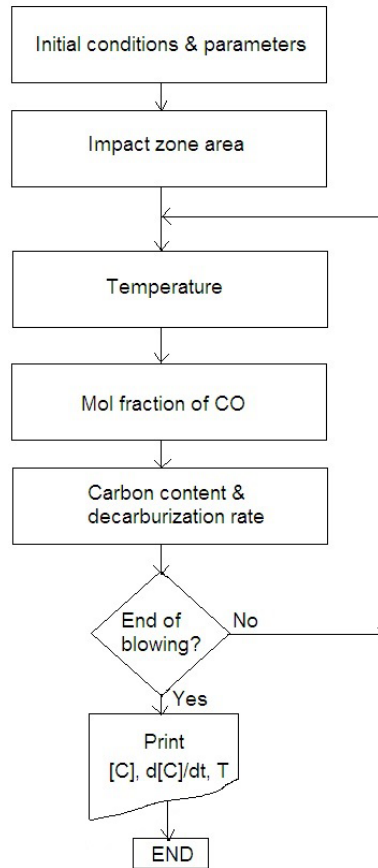 Initial conditions & parameters
Impact zone area
Temperature
Mol fraction of CO
Carbon content &
decarburization rate
End of
blowing?
No
Yes
Print
[C], d[C]/dt, T
END